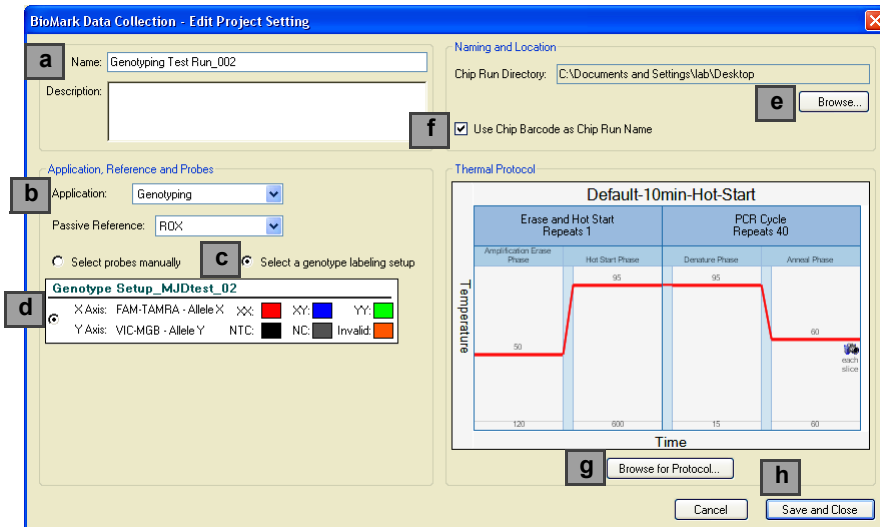 BioMark Data Collection - Edit Project Setting
a
Name: Genotyping Test Run_002
Description:
Naming and Location
Chip Run Directory: C:\Documents and Settings\lab\Desktop
e
Browse...
f
Use Chip Barcode as Chip Run Name
Application, Reference and Probes
b
Application: Genotyping
Passive Reference: ROX
c
Select probes manually
Select a genotype labeling setup
d
Genotype Setup_MJDtest_02
X Axis: FAM-TAMRA - Allele X XX: XY: YY:
Y Axis: VIC-MGB - Allele Y NTC: NC: Invalid:
Thermal Protocol
Default-10min-Hot-Start
Erase and Hot Start
Repeats 1
PCR Cycle
Repeats 40
Amplification Erase
Phase
Hot Start Phase
Denature Phase
Anneal Phase
Temperature
50
95
95
60
each
slice
120
600
15
60
Time
g
Browse for Protocol...
h
Cancel
Save and Close